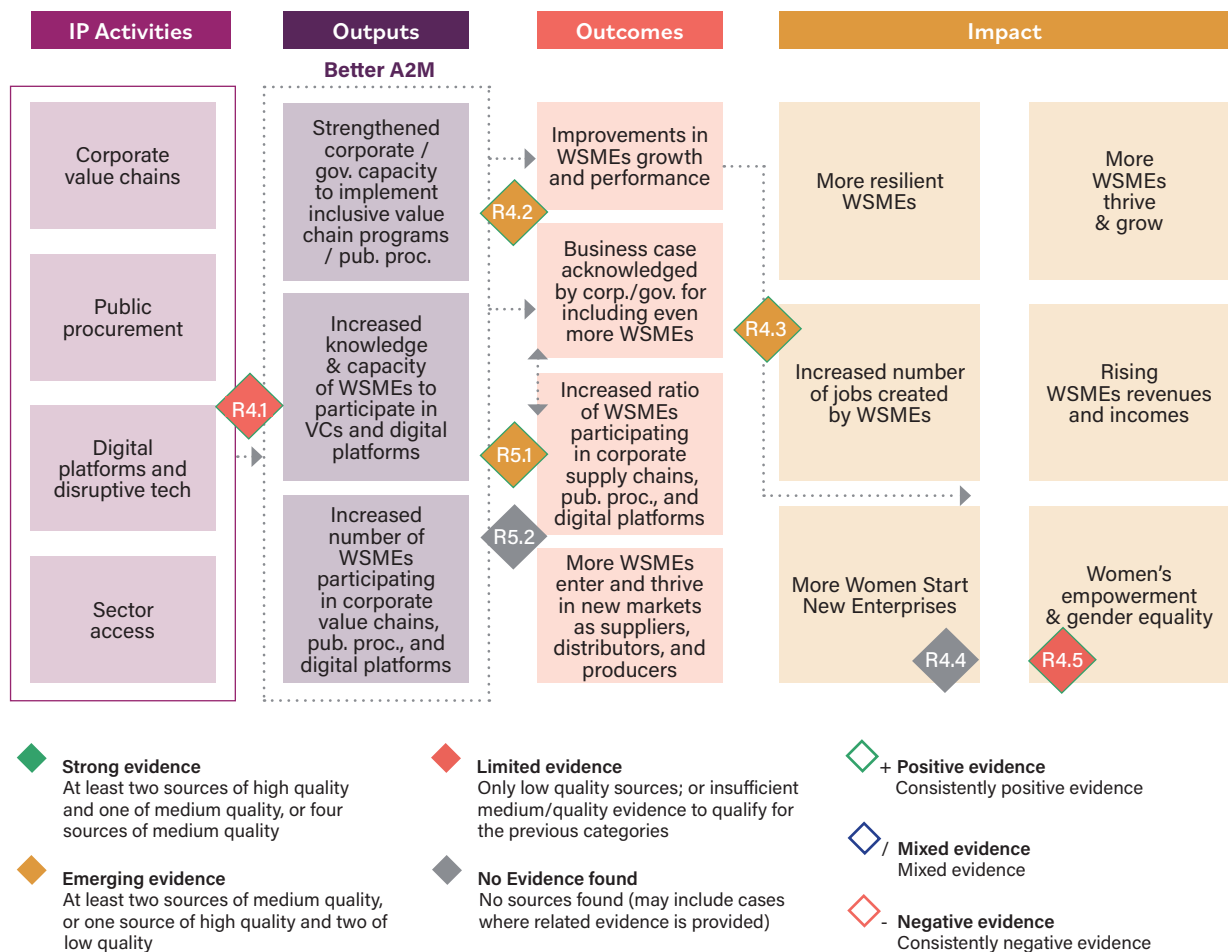 IP Activities
Outputs
Outcomes
Impact
Better A2M
Corporate
value chains
Public
procurement
Digital
platforms and
disruptive tech
Sector
access
R4.1
Strengthened
corporate /
gov. capacity
to implement
inclusive value
chain programs
/ pub. proc.
Increased
knowledge
& capacity
of WSMEs to
participate in
VCs and digital
platforms
Increased
number of
WSMEs
participating
in corporate
value chains,
pub. proc., and
digital platforms
R4.2
R5.1
R5.2
Improvements in
WSMEs growth
and performance
Business case
acknowledged
by corp./gov. for
including even
more WSMEs
Increased ratio
of WSMEs
participating
in corporate
supply chains,
pub. proc., and
digital platforms
More WSMEs
enter and thrive
in new markets
as suppliers,
distributors, and
producers
R4.3
More resilient
WSMEs
More
WSMEs
thrive
& grow
Increased number
of jobs created
by WSMEs
Rising
WSMEs revenues
and incomes
More Women Start
New Enterprises
R4.4
Women's
empowerment
& gender equality
R4.5
Strong evidence
At least two sources of high quality
and one of medium quality, or four
sources of medium quality
Emerging evidence
At least two sources of medium quality,
or one source of high quality and two of
low quality
Limited evidence
Only low quality sources; or insufficient
medium/quality evidence to qualify for
the previous categories
No Evidence found
No sources found (may include cases
where related evidence is provided)
+ Positive evidence
Consistently positive evidence
/ Mixed evidence
Mixed evidence
- Negative evidence
Consistently negative evidence